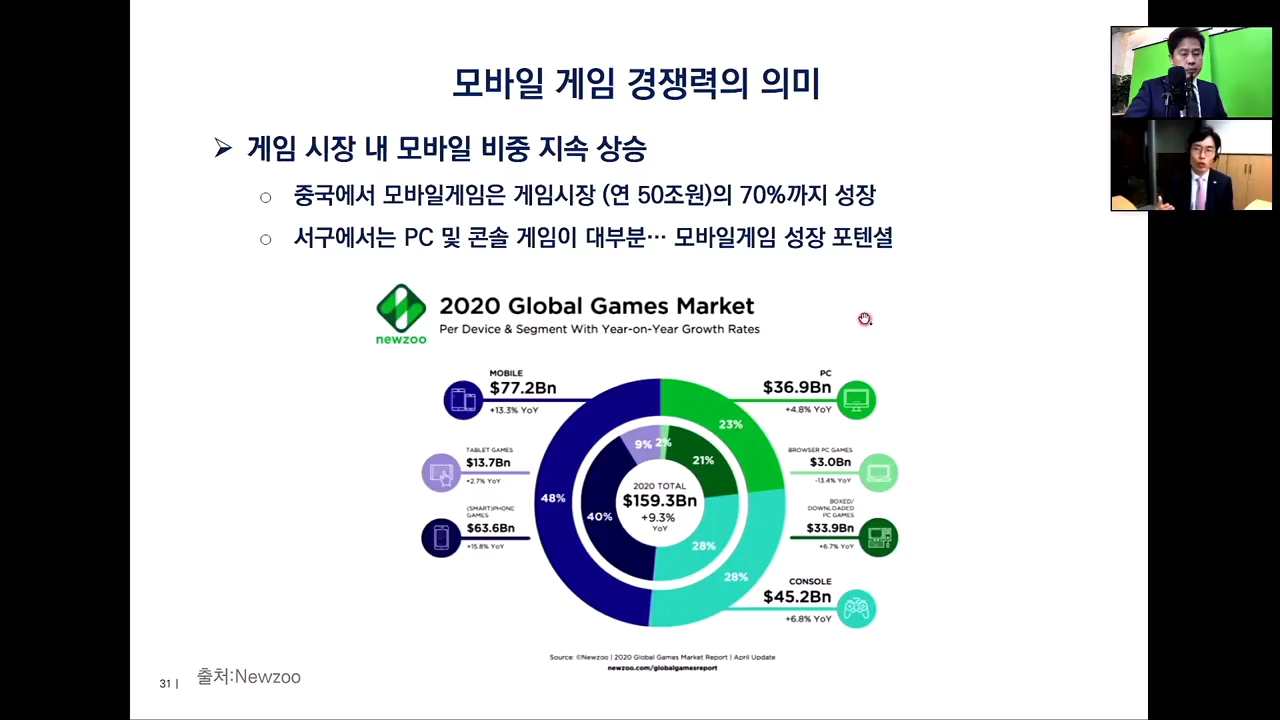 모바일 게임 경쟁력의 의미
➢ 게임 시장 내 모바일 비중 지속 상승
○ 중국에서 모바일게임은 게임시장 (연 50조원)의 70%까지 성장
○ 서구에서는 PC 및 콘솔 게임이 대부분… 모바일게임 성장 포텐셜
newzoo
2020 Global Games Market
Per Device & Segment With Year-on-Year Growth Rates
MOBILE
$77.2Bn
+13.3% YoY
TABLET GAMES
$13.7Bn
+2.7% YoY
(SMART)PHONE
GAMES
$63.6Bn
+15.8% YoY
48%
40%
9%
2%
21%
23%
28%
28%
2020 TOTAL
$159.3Bn
+9.3%
YoY
PC
$36.9Bn
+4.8% YoY
BROWSER PC GAMES
$3.0Bn
-13.4% YoY
BOXED/
DOWNLOADED
PC GAMES
$33.9Bn
+6.7% YoY
CONSOLE
$45.2Bn
+6.8% YoY
Source: ©Newzoo | 2020 Global Games Market Report | April Update
newzoo.com/globalgamesreport
31 |
출처:Newzoo